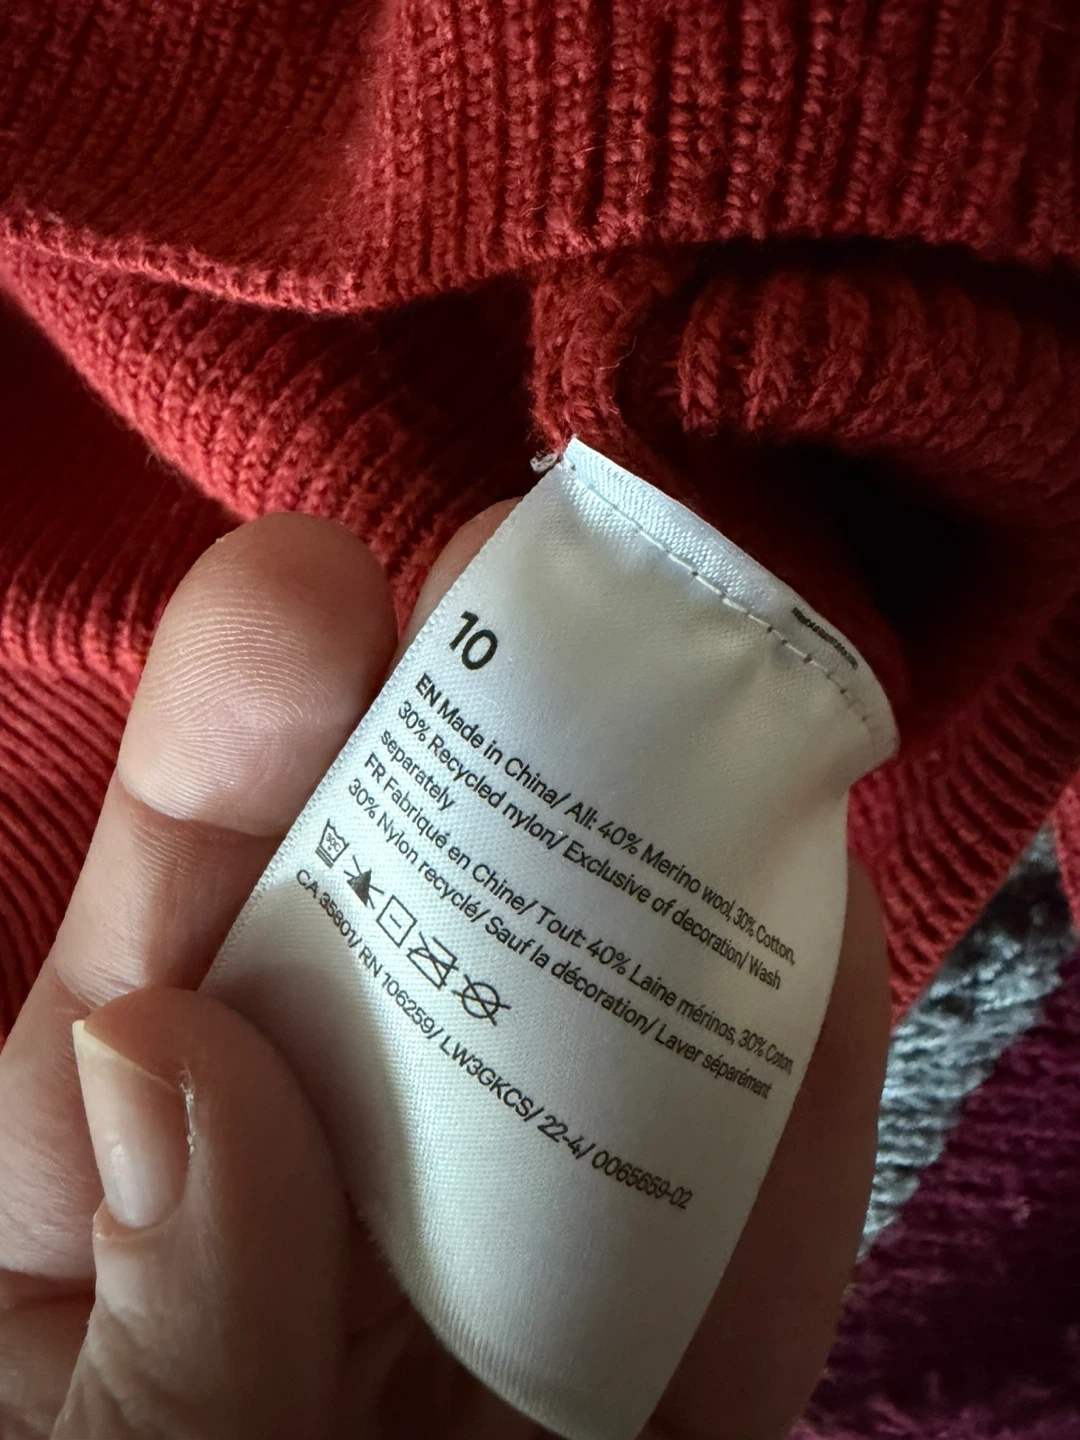 10
EN Made in China/ All: 40% Merino wool, 30% Cotton,
30% Recycled nylon/ Exclusive of decoration/ Wash
separately
FR Fabriqué en Chine/ Tout: 40% Laine mérinos, 30% Coton,
30% Nylon recyclé/ Sauf la décoration/ Laver séparément
30C
CA 35801/ RN 106259/ LW3GKCS/ 22-4/ 0065659-02